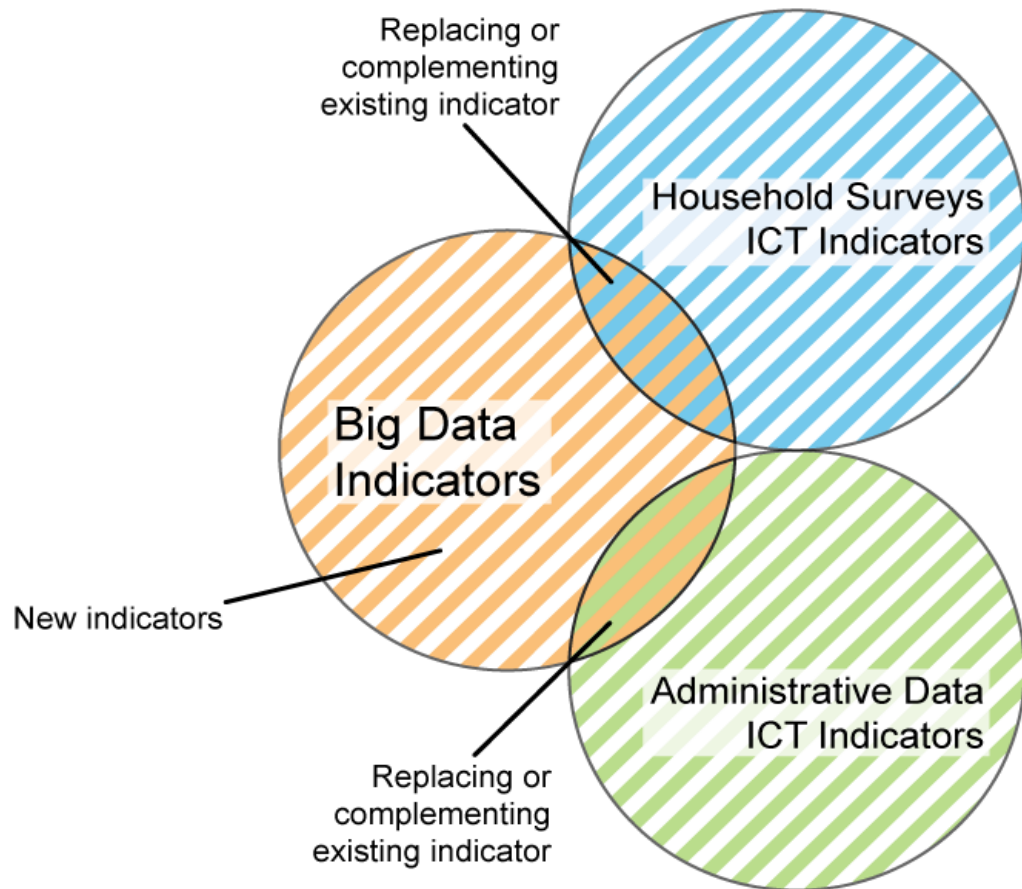 Replacing or
complementing
existing indicator
Household Surveys
ICT Indicators
Big Data
Indicators
New indicators
Administrative Data
ICT Indicators
Replacing or
complementing
existing indicator